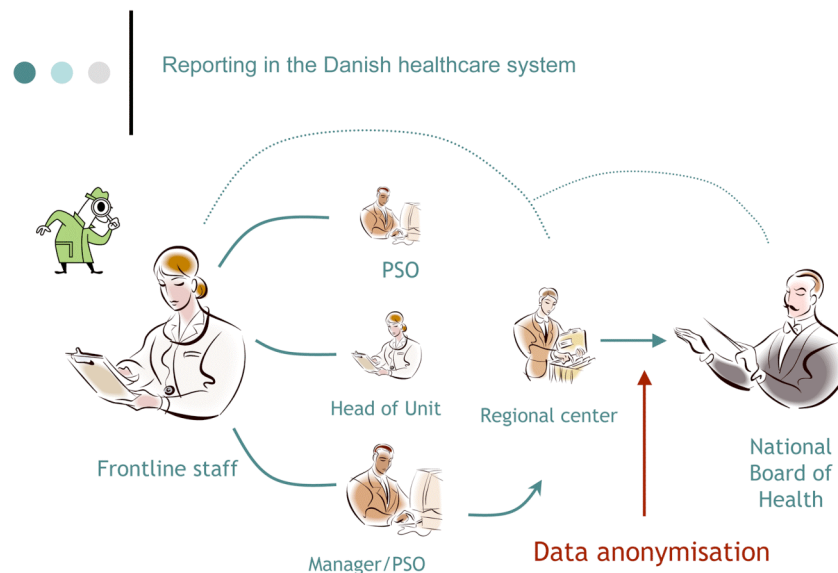 Reporting in the Danish healthcare system
PSO
Head of Unit
Regional center
Frontline staff
National
Board of
Health
Manager/PSO
Data anonymisation